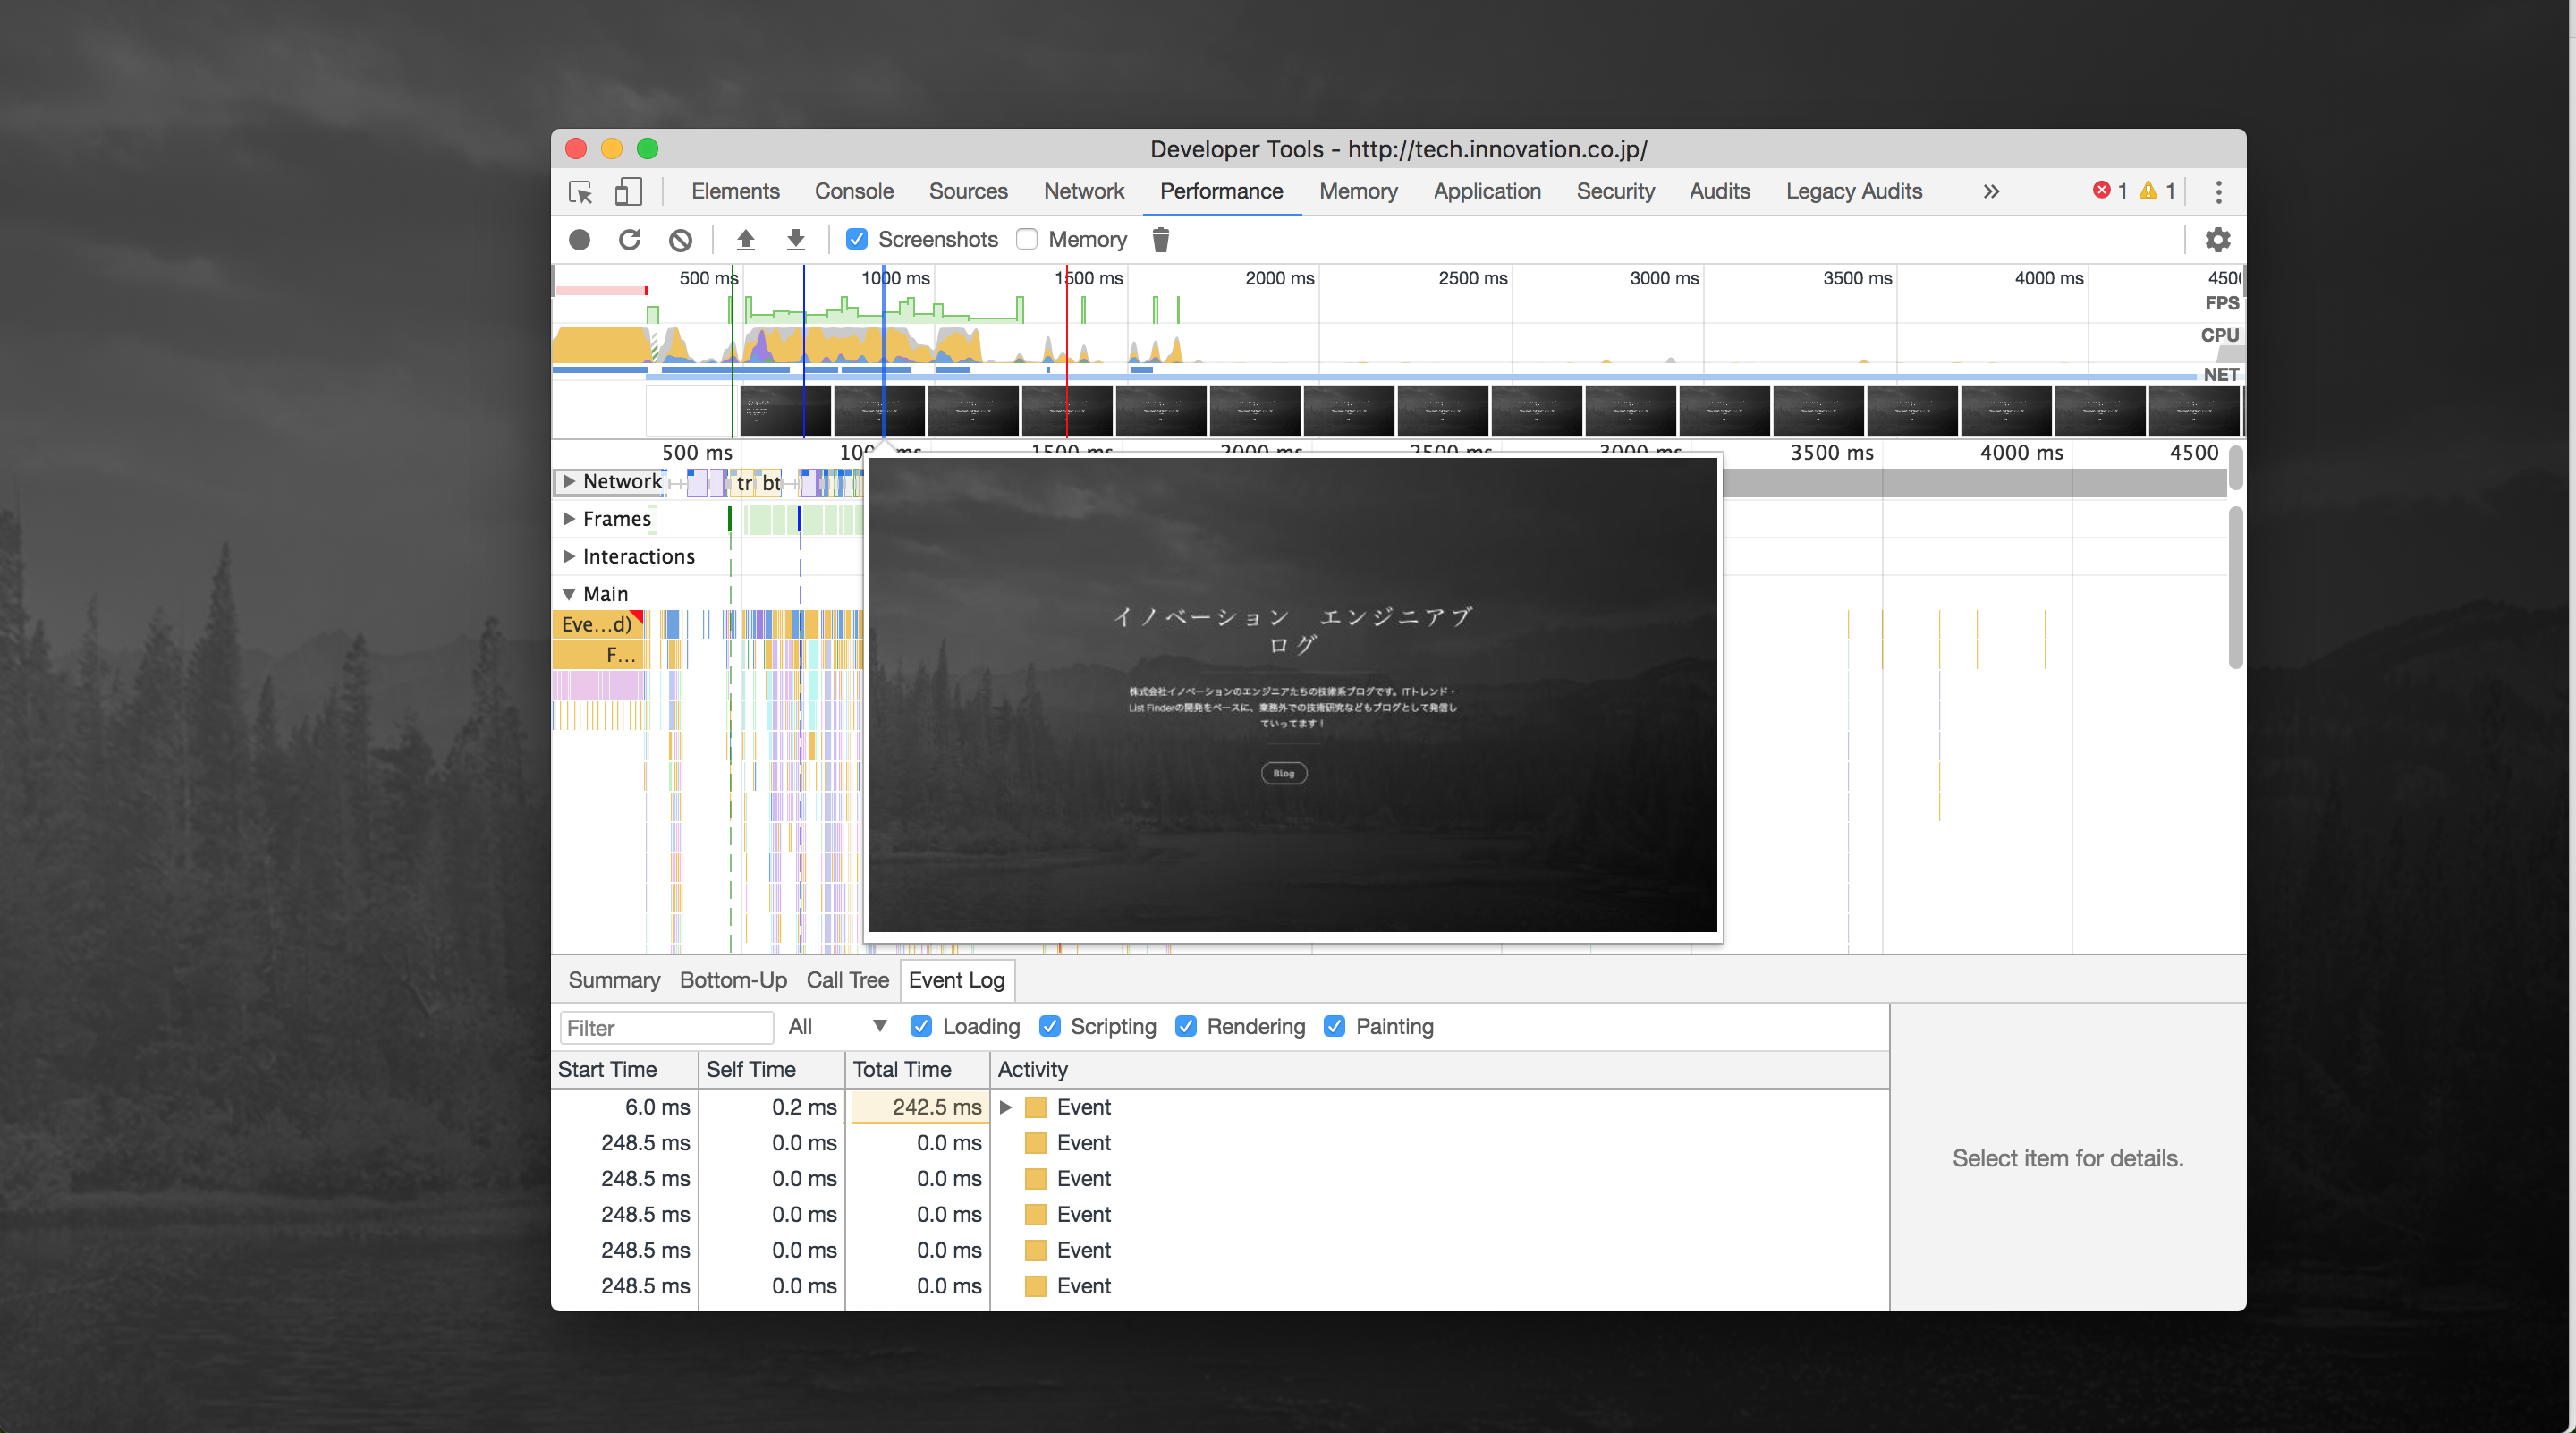 Developer Tools - http://tech.innovation.co.jp/
Elements Console Sources Network Performance Memory Application Security Audits Legacy Audits » 1 1
Screenshots Memory
500 ms 1000 ms 1500 ms 2000 ms 2500 ms 3000 ms 3500 ms 4000 ms 450
FPS
CPU
NET
500 ms 100 ms 1500 ms 2000 ms 2500 ms 3000 ms 3500 ms 4000 ms 4500
Network tr bt
Frames
Interactions
Main
Eve...d)
F...
イノベーション エンジニアブ
ログ
株式会社イノベーションのエンジニアたちの技術系ブログです。ITトレンド・
List Finderの開発をベースに、業務外での技術研究などもブログとして発信し
ていってます!
Blog
Summary Bottom-Up Call Tree Event Log
Filter All Loading Scripting Rendering Painting
Start Time Self Time Total Time Activity
6.0 ms 0.2 ms 242.5 ms Event
248.5 ms 0.0 ms 0.0 ms Event
248.5 ms 0.0 ms 0.0 ms Event
248.5 ms 0.0 ms 0.0 ms Event
248.5 ms 0.0 ms 0.0 ms Event
248.5 ms 0.0 ms 0.0 ms Event
Select item for details.